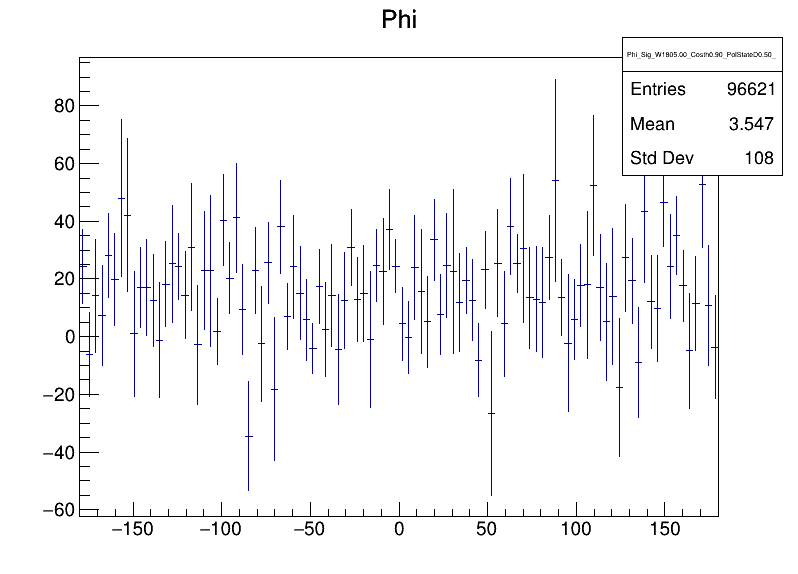 Phi
Phi_Sig_W1605.00_Costh0.90_PolStateD0.50_
Entries 96621
Mean 3.547
Std Dev 108
80
60
40
20
0
−20
−40
−60
−150 −100 −50 0 50 100 150